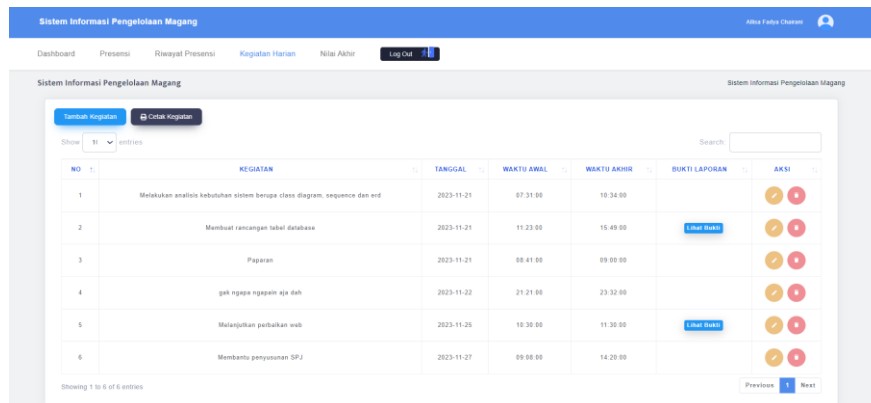 Sistem Informasi Pengelolaan Magang
Dashboard Presensi Riwayat Presensi Kegiatan Harian Nilai Akhir Log Out
Sistem Informasi Pengelolaan Magang Sistem Informasi Pengelolaan Magang
Tambah Kegiatan Cetak Kegiatan
Show entries Search:
NO KEGIATAN TANGGAL WAKTU AWAL WAKTU AKHIR BUKTI LAPORAN AKSI
1 Melakukan analisis kebutuhan sistem berupa class diagram, sequence dan erd 2023-11-21 07:31:00 10:34:00
2 Membuat rancangan tabel database 2023-11-21 11:23:00 15:49:00 Lihat Bukti
3 Paparan 2023-11-21 08:41:00 09:00:00
4 gak ngapa ngapain aja dah 2023-11-22 21:21:00 23:32:00
5 Melanjutkan perbaikan web 10:30:00 11:30:00 Lihat Bukti
6 Membantu penyusunan SPJ 2023-11-27 09:08:00 14:20:00
Showing 1 to 6 of 6 entries Previous 1 Next